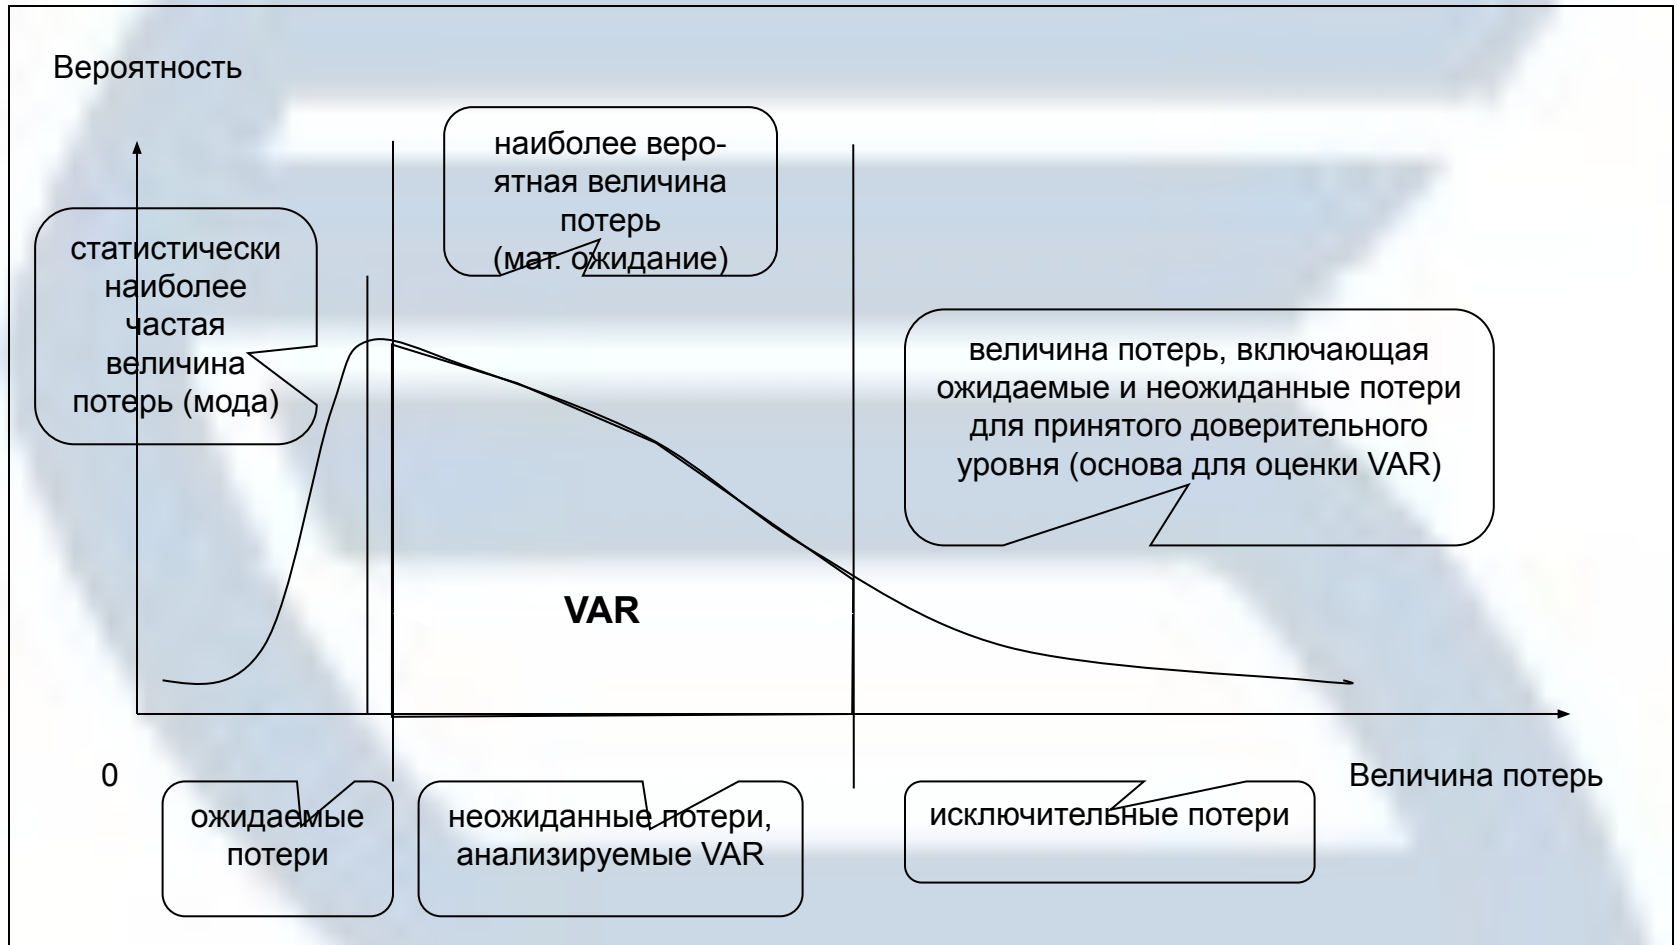 Вероятность
наиболее веро-
ятная величина
потерь
(мат. ожидание)
статистически
наиболее
частая
величина
потерь (мода)
величина потерь, включающая
ожидаемые и неожиданные потери
для принятого доверительного
уровня (основа для оценки VAR)
VAR
0
Величина потерь
ожидаемые
потери
неожиданные потери,
анализируемые VAR
исключительные потери